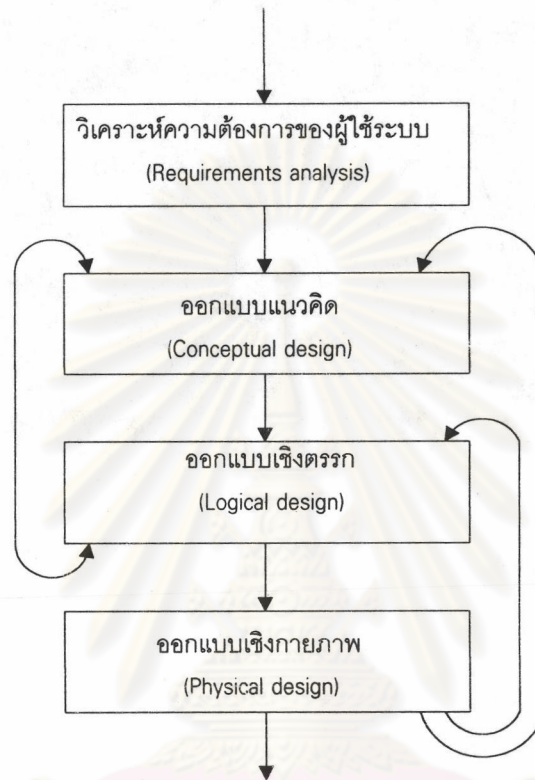 วิเคราะห์ความต้องการของผู้ใช้ระบบ
(Requirements analysis)
ออกแบบแนวคิด
(Conceptual design)
ออกแบบเชิงตรรก
(Logical design)
ออกแบบเชิงกายภาพ
(Physical design)